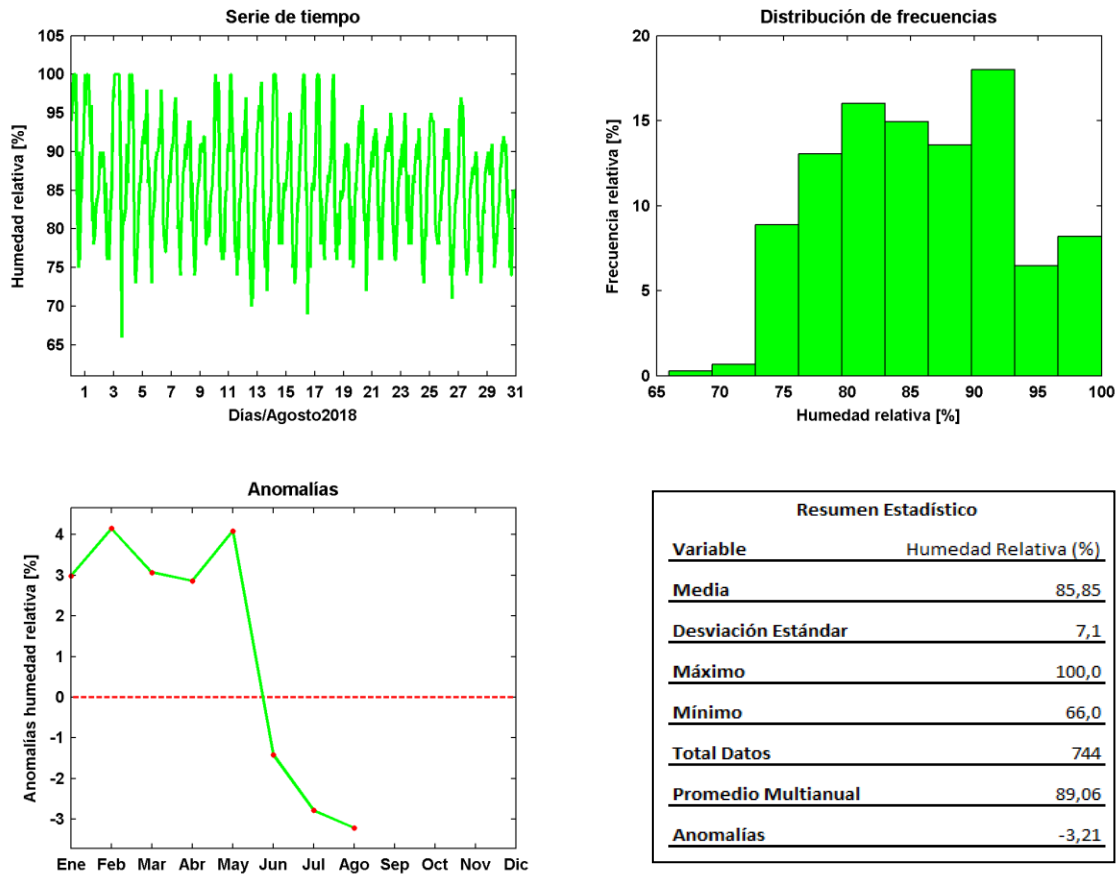 Serie de tiempo
105
100
95
90
85
80
75
70
65
Humedad relativa [%]
1 3 5 7 9 11 13 15 17 19 21 23 25 27 29 31
Dias/Agosto2018
Distribución de frecuencias
20
15
10
5
0
Frecuencia relativa [%]
65 70 75 80 85 90 95 100
Humedad relativa [%]
Anomalías
4
3
2
1
0
-1
-2
-3
Anomalías humedad relativa [%]
Ene Feb Mar Abr May Jun Jul Ago Sep Oct Nov Dic
Resumen Estadístico
Variable Humedad Relativa (%)
Media 85,85
Desviación Estándar 7,1
Máximo 100,0
Mínimo 66,0
Total Datos 744
Promedio Multianual 89,06
Anomalías -3,21